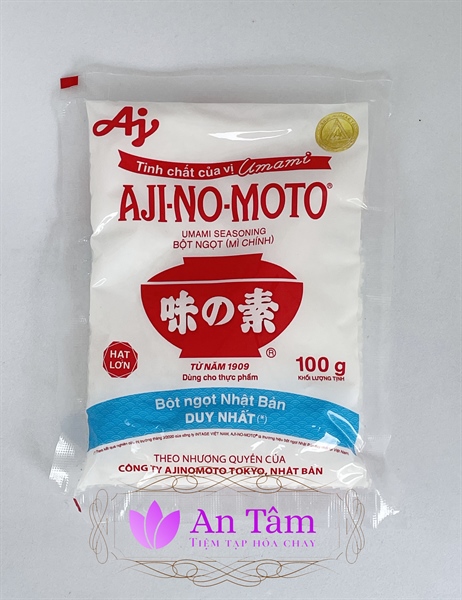 Aj
Tinh chất của vị Umami
AJI-NO-MOTO®
UMAMI SEASONING
BỘT NGỌT (MÌ CHÍNH)
味の素
®
HẠT
LỚN
TỪ NĂM 1909
Dùng cho thực phẩm
100 g
KHỐI LƯỢNG TỊNH
Bột ngọt Nhật Bản
DUY NHẤT(*)
THEO NHƯỢNG QUYỀN CỦA
CÔNG TY AJINOMOTO TOKYO, NHẬT BẢN
An Tâm
TIỆM TẠP HÓA CHAY